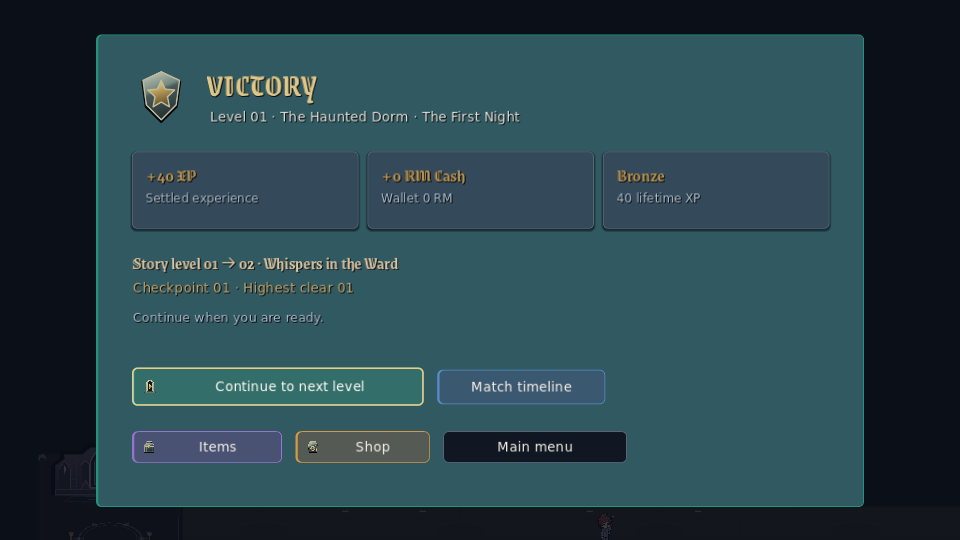 VICTORY
Level 01 · The Haunted Dorm · The First Night
+40 XP
Settled experience
+0 RM Cash
Wallet 0 RM
Bronze
40 lifetime XP
Story level 01 → 02 · Whispers in the Ward
Checkpoint 01 · Highest clear 01
Continue when you are ready.
Continue to next level
Match timeline
Items
Shop
Main menu